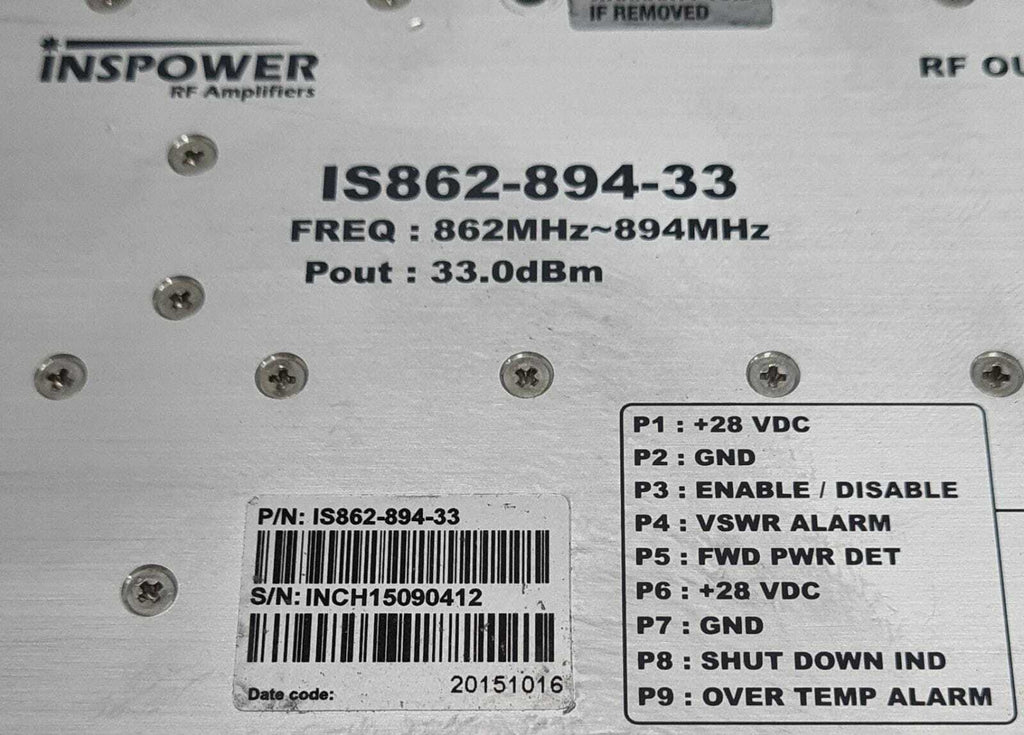 IF REMOVED
INSPOWER
RF Amplifiers
RF OU
IS862-894-33
FREQ : 862MHz~894MHz
Pout : 33.0dBm
P1 : +28 VDC
P2 : GND
P3 : ENABLE / DISABLE
P4 : VSWR ALARM
P5 : FWD PWR DET
P6 : +28 VDC
P7 : GND
P8 : SHUT DOWN IND
P9 : OVER TEMP ALARM
P/N: IS862-894-33
S/N: INCH15090412
Date code: 20151016